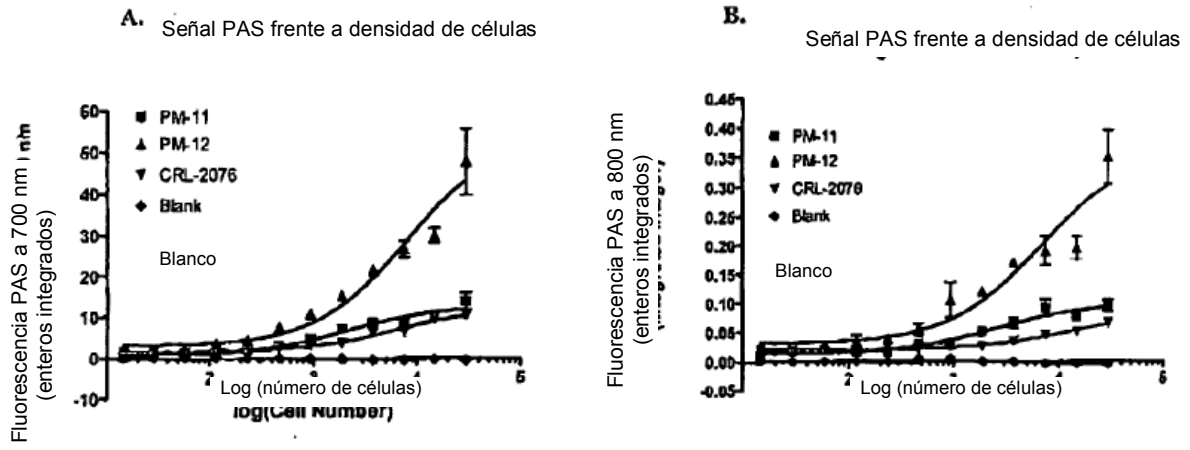 A.
Señal PAS frente a densidad de células
Fluorescencia PAS a 700 nm
(enteros integrados)
60
50
40
30
20
10
0
-10
PM-11
PM-12
CRL-2076
Blank
Blanco
5
Log (número de células)
log(Cell Number)
B.
Señal PAS frente a densidad de células
Fluorescencia PAS a 800 nm
(enteros integrados)
0.45
0.40
0.35
0.30
0.25
0.20
0.15
0.10
0.05
0.00
-0.05
PM-11
PM-12
CRL-2076
Blank
Blanco
5
Log (número de células)